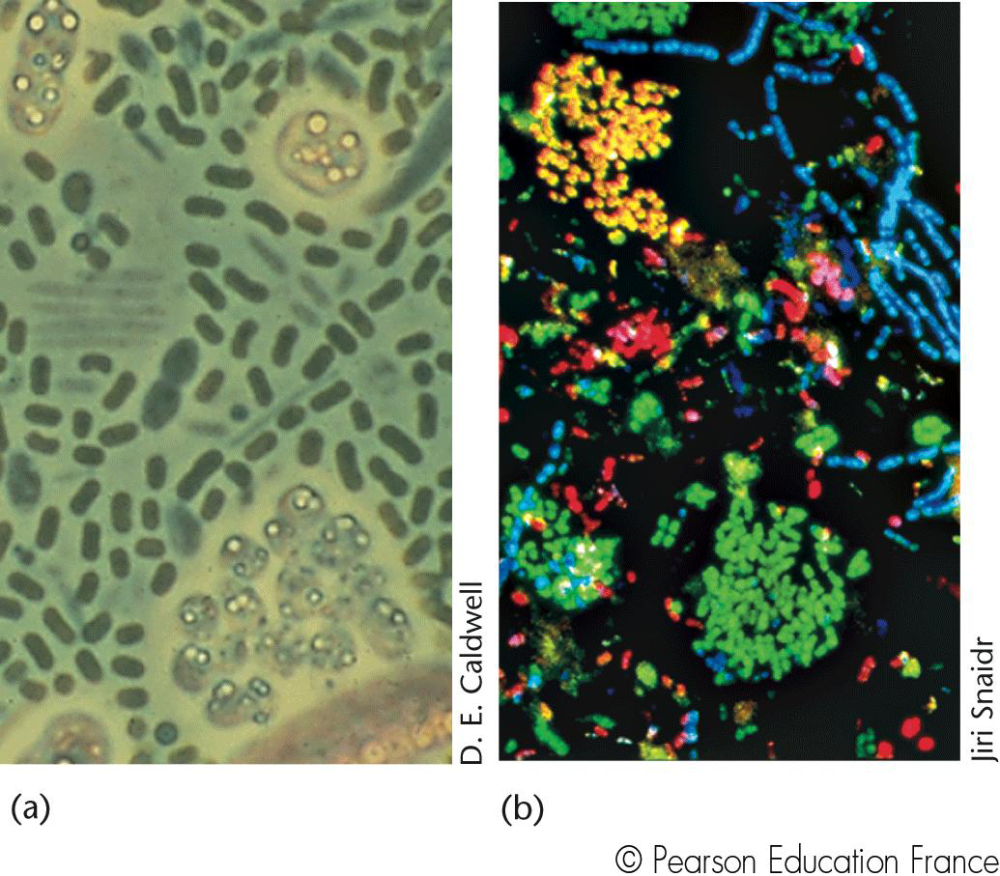 D. E. Caldwell
Jiri Snaidr
(a)
(b)
© Pearson Education France